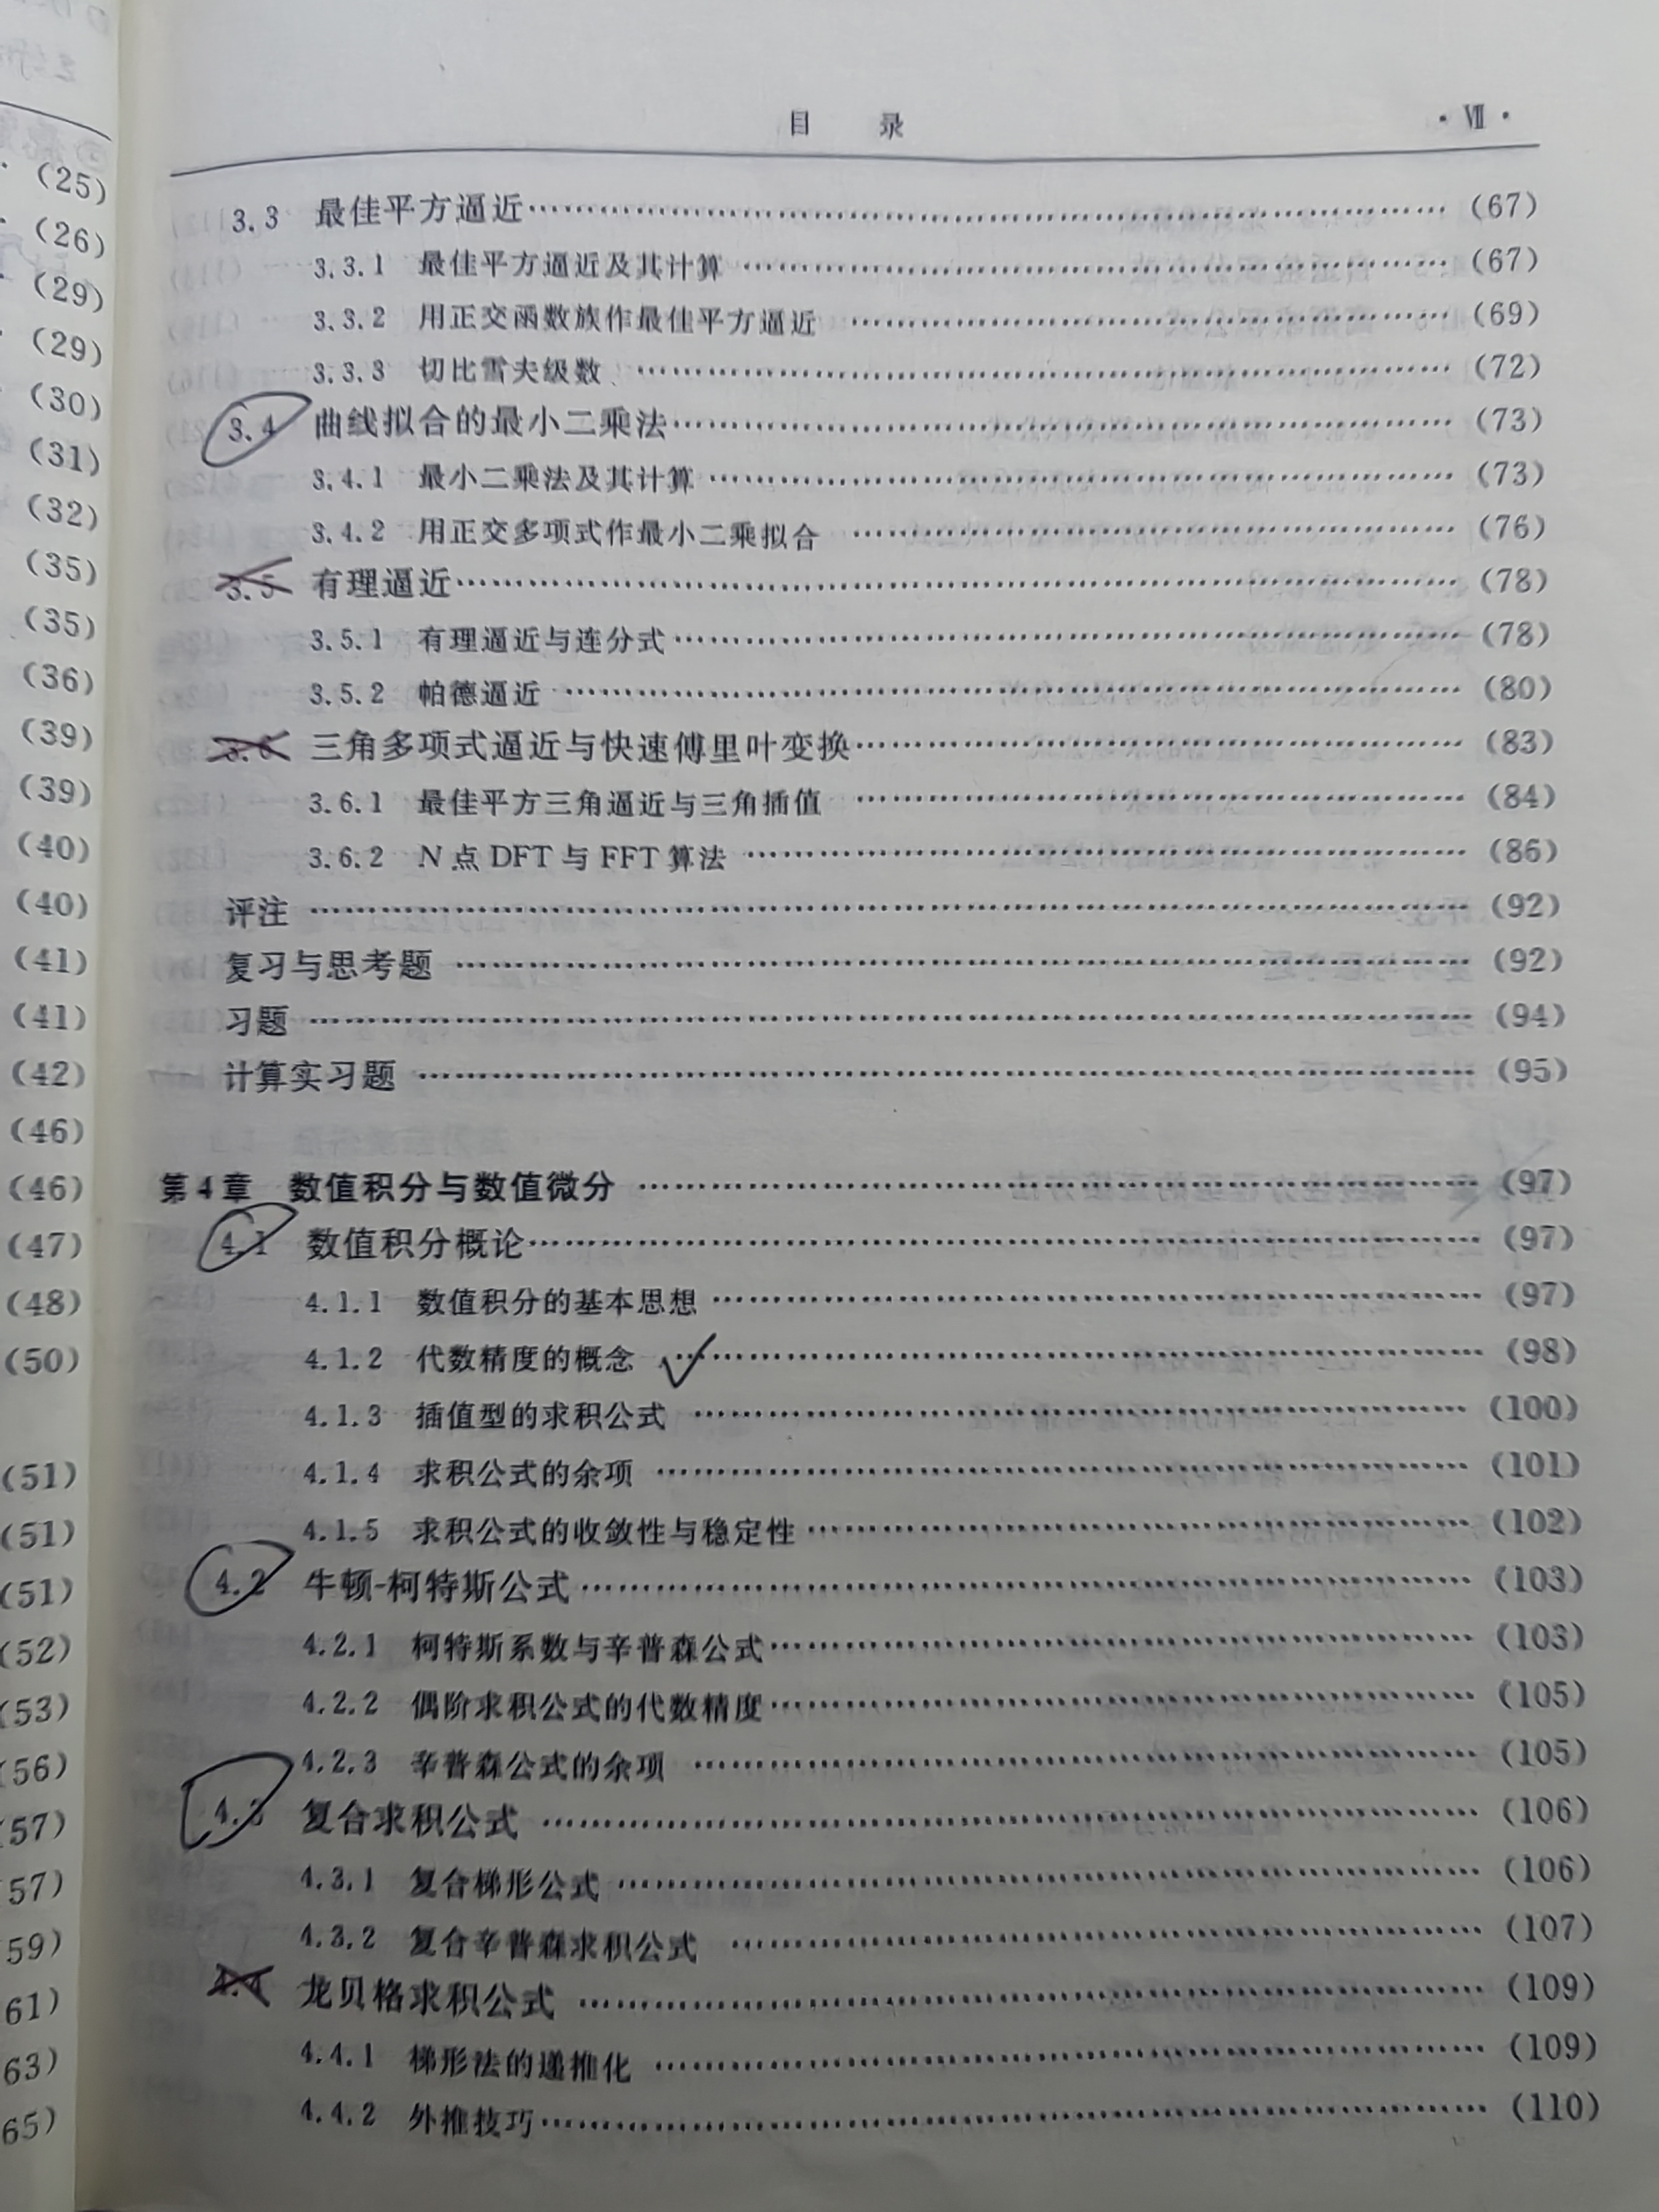 (25)
(26)
(29)
(29)
(30)
(31)
(32)
(35)
(35)
(36)
(39)
(39)
(40)
(40)
(41)
(41)
(42)
(46)
(46)
(47)
(48)
(50)
(51)
(51)
(51)
(52)
(53)
(56)
(57)
57)
59)
61)
63)
65)
目 录 · Ⅶ ·
3.3 最佳平方逼近 (67)
3.3.1 最佳平方逼近及其计算 (67)
3.3.2 用正交函数族作最佳平方逼近 (69)
3.3.3 切比雪夫级数 (72)
3.4 曲线拟合的最小二乘法 (73)
3.4.1 最小二乘法及其计算 (73)
3.4.2 用正交多项式作最小二乘拟合 (76)
3.5 有理逼近 (78)
3.5.1 有理逼近与连分式 (78)
3.5.2 帕德逼近 (80)
3.6 三角多项式逼近与快速傅里叶变换 (83)
3.6.1 最佳平方三角逼近与三角插值 (84)
3.6.2 N 点 DFT 与 FFT 算法 (86)
评注 (92)
复习与思考题 (92)
习题 (94)
计算实习题 (95)
第4章 数值积分与数值微分 (97)
4.1 数值积分概论 (97)
4.1.1 数值积分的基本思想 (97)
4.1.2 代数精度的概念 (98)
4.1.3 插值型的求积公式 (100)
4.1.4 求积公式的余项 (101)
4.1.5 求积公式的收敛性与稳定性 (102)
4.2 牛顿-柯特斯公式 (103)
4.2.1 柯特斯系数与辛普森公式 (103)
4.2.2 偶阶求积公式的代数精度 (105)
4.2.3 辛普森公式的余项 (105)
4.3 复合求积公式 (106)
4.3.1 复合梯形公式 (106)
4.3.2 复合辛普森求积公式 (107)
4.4 龙贝格求积公式 (109)
4.4.1 梯形法的递推化 (109)
4.4.2 外推技巧 (110)